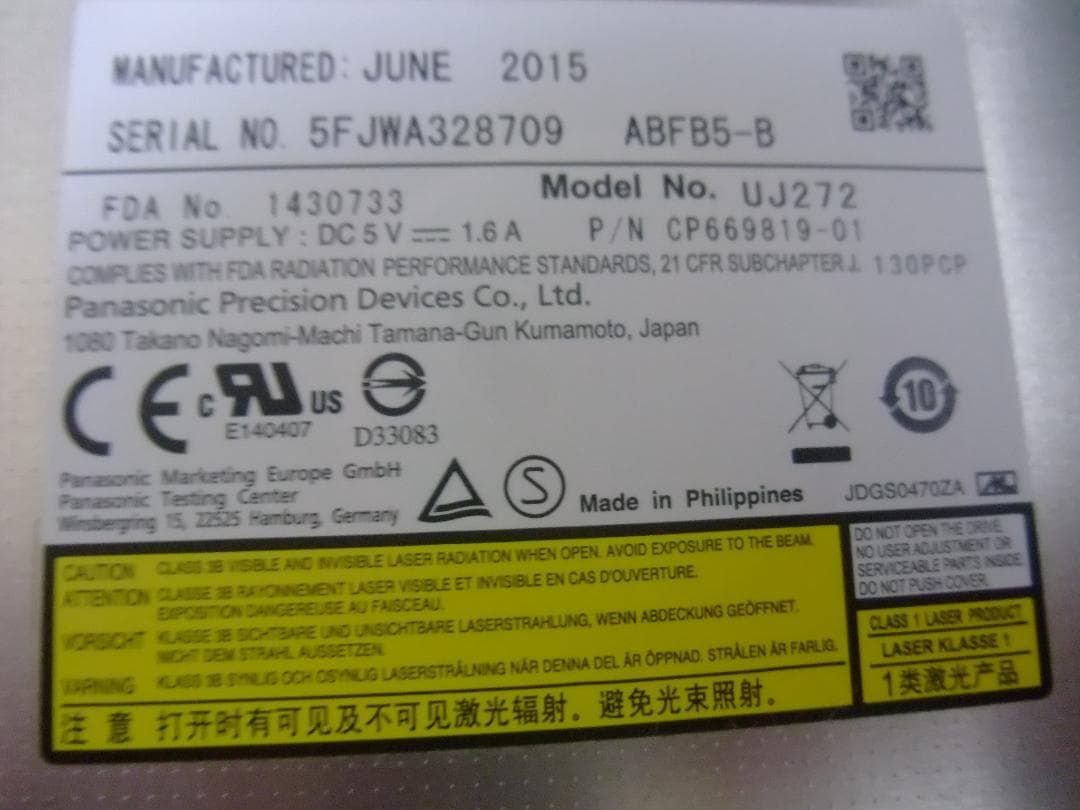 MANUFACTURED: JUNE 2015
SERIAL NO. 5FJWA328709 ABFB5-B
FDA No 1430733 Model No. UJ272
POWER SUPPLY : DC 5 V ⎓ 1.6 A P/N CP669819-01
COMPLIES WITH FDA RADIATION PERFORMANCE STANDARDS, 21 CFR SUBCHAPTER J. 130PCP
Panasonic Precision Devices Co., Ltd.
1080 Takano Nagomi-Machi Tamana-Gun Kumamoto, Japan
CE c RU US 10
E140407 D33083
Panasonic Marketing Europe GmbH
Panasonic Testing Center
Winsbergring 15, 22525 Hamburg, Germany
S Made in Philippines JDGS0470ZA
CAUTION CLASS 3B VISIBLE AND INVISIBLE LASER RADIATION WHEN OPEN. AVOID EXPOSURE TO THE BEAM.
ATTENTION CLASSE 3B RAYONNEMENT LASER VISIBLE ET INVISIBLE EN CAS D'OUVERTURE.
EXPOSITION DANGEREUSE AU FAISCEAU.
VORSICHT KLASSE 3B SICHTBARE UND UNSICHTBARE LASERSTRAHLUNG, WENN ABDECKUNG GEÖFFNET.
NICHT DEM STRAHL AUSSETZEN.
VARNING KLASS 3B SYNLIG OCH OSYNLIG LASERSTRÅLNING NÄR DENNA DEL ÄR ÖPPNAD. STRÅLEN ÄR FARLIG.
注 意 打开时有可见及不可见激光辐射。避免光束照射。
DO NOT OPEN THE DRIVE.
NO USER ADJUSTMENT OR
SERVICEABLE PARTS INSIDE.
DO NOT PUSH COVER.
CLASS 1 LASER PRODUCT
LASER KLASSE 1
1类激光产品